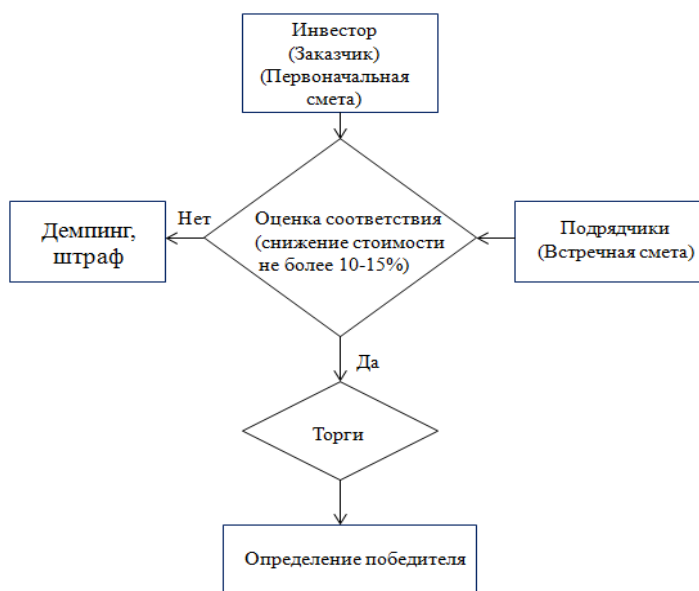 Инвестор
(Заказчик)
(Первоначальная
смета)
Нет
Демпинг,
штраф
Оценка соответствия
(снижение стоимости
не более 10-15%)
Подрядчики
(Встречная смета)
Да
Торги
Определение победителя